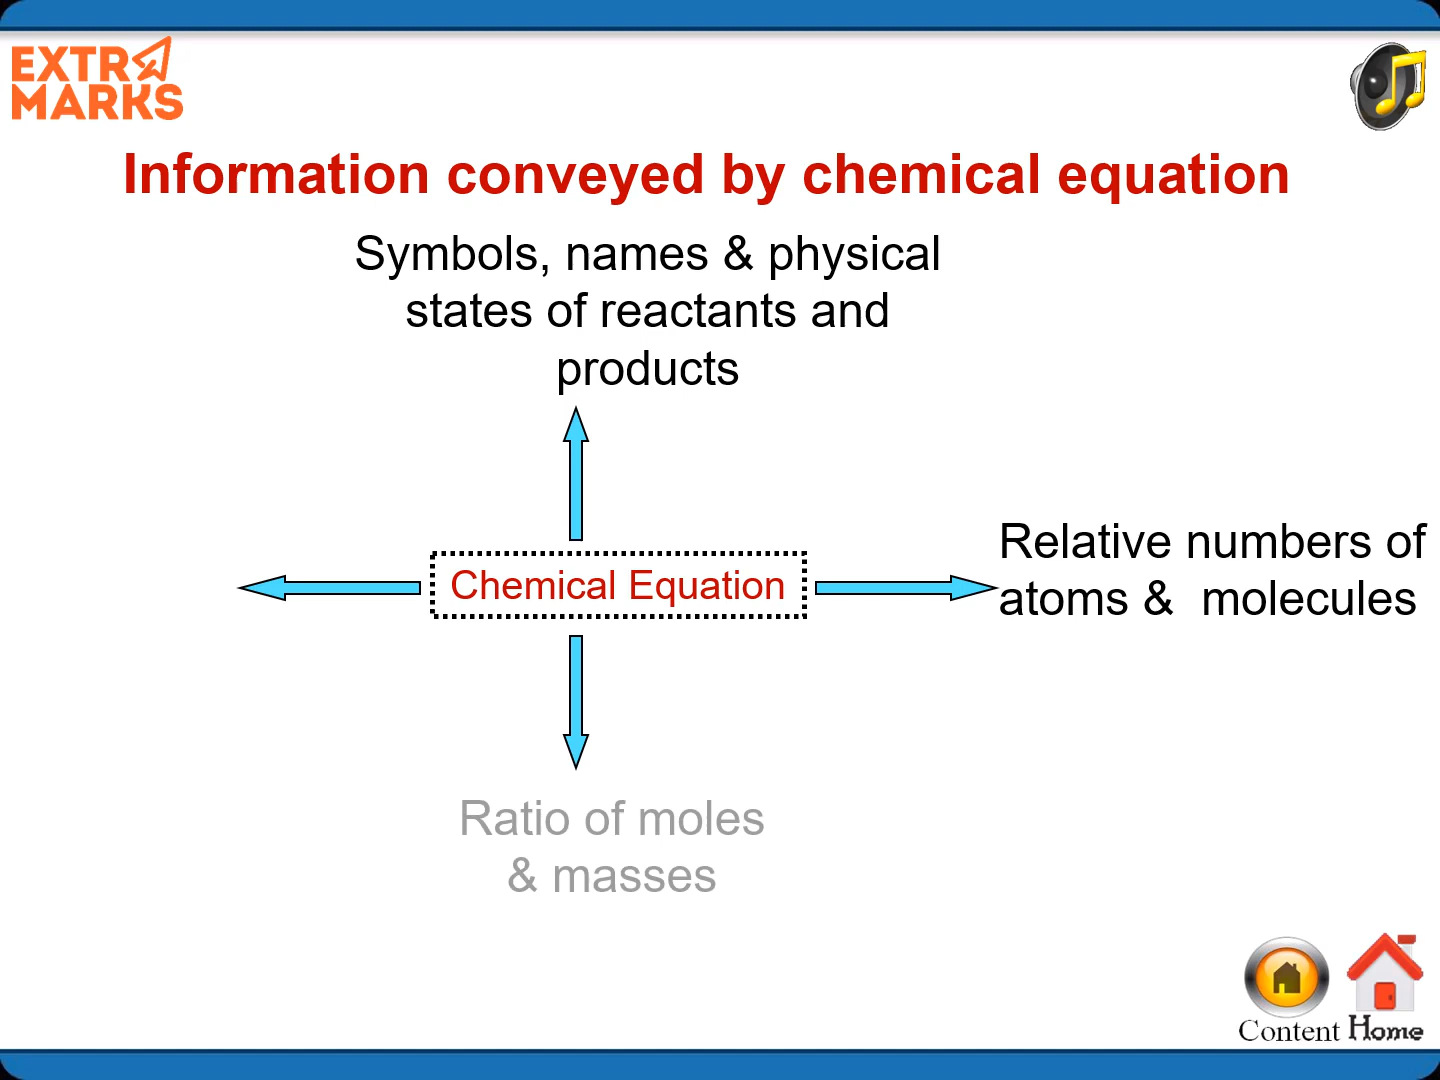 EXTRA
MARKS
Information conveyed by chemical equation
Symbols, names & physical
states of reactants and
products
Chemical Equation
Relative numbers of
atoms & molecules
Ratio of moles
& masses
Content Home